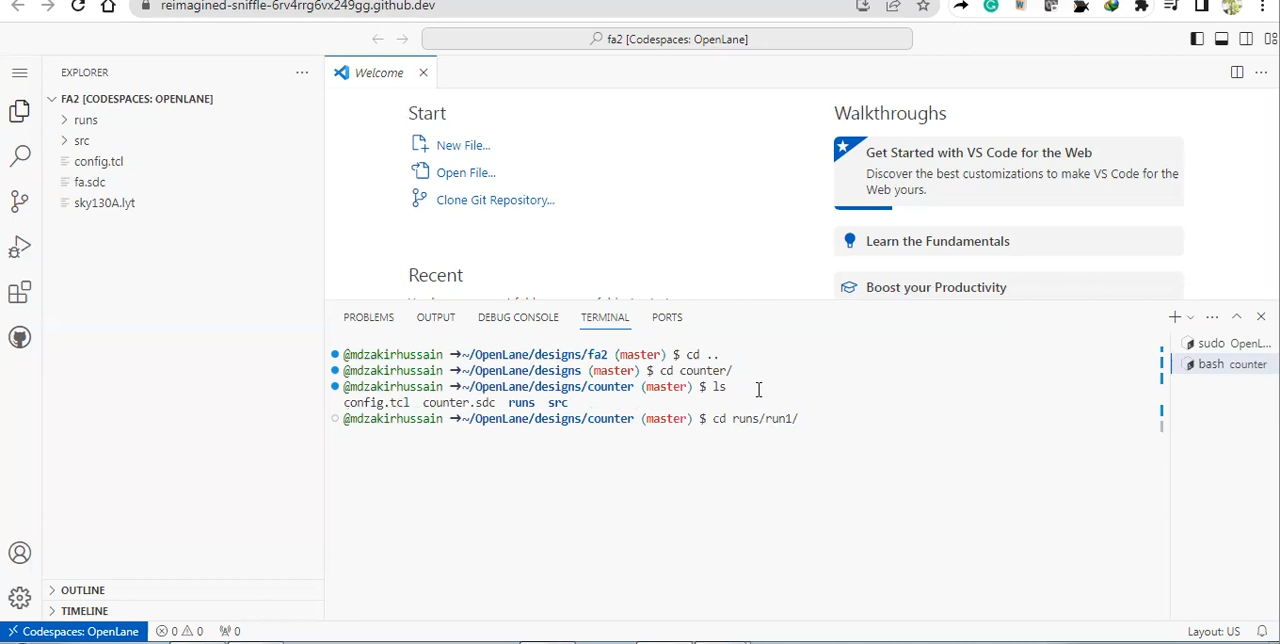 reimagined-sniffle-6rv4rrg6vx249gg.github.dev
fa2 [Codespaces: OpenLane]
EXPLORER
FA2 [CODESPACES: OPENLANE]
runs
src
config.tcl
fa.sdc
sky130A.lyt
OUTLINE
TIMELINE
Welcome
Start
New File...
Open File...
Clone Git Repository...
Recent
Walkthroughs
Get Started with VS Code for the Web
Discover the best customizations to make VS Code for the
Web yours.
Learn the Fundamentals
Boost your Productivity
PROBLEMS OUTPUT DEBUG CONSOLE TERMINAL PORTS
@mdzakirhussain →~/OpenLane/designs/fa2 (master) $ cd ..
@mdzakirhussain →~/OpenLane/designs (master) $ cd counter/
@mdzakirhussain →~/OpenLane/designs/counter (master) $ ls
config.tcl counter.sdc runs src
@mdzakirhussain →~/OpenLane/designs/counter (master) $ cd runs/run1/
sudo OpenL...
bash counter
Codespaces: OpenLane 0 0 0 Layout: US